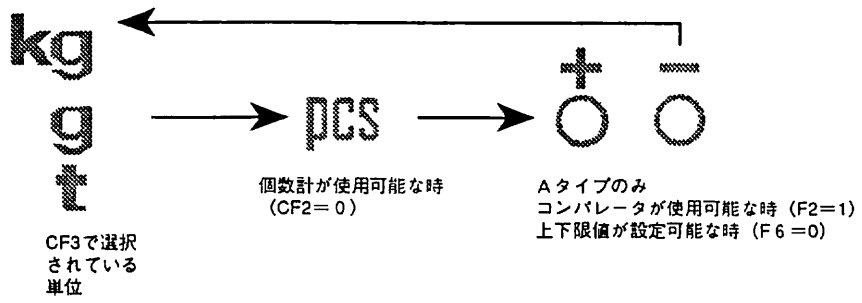 kg
g
t
CF3で選択
されている
単位
pcs
個数計が使用可能な時
（CF2＝0）
＋ －
Aタイプのみ
コンパレータが使用可能な時（F2=1）
上下限値が設定可能な時（F6=0）